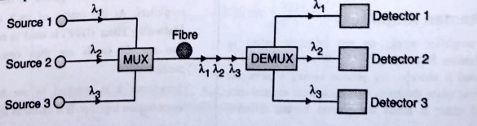 λ₁
λ₁
Source 1
Detector 1
Fibre
λ₂
λ₂
Source 2
MUX
DEMUX
Detector 2
λ₁ λ₂ λ₃
λ₃
λ₃
Source 3
Detector 3